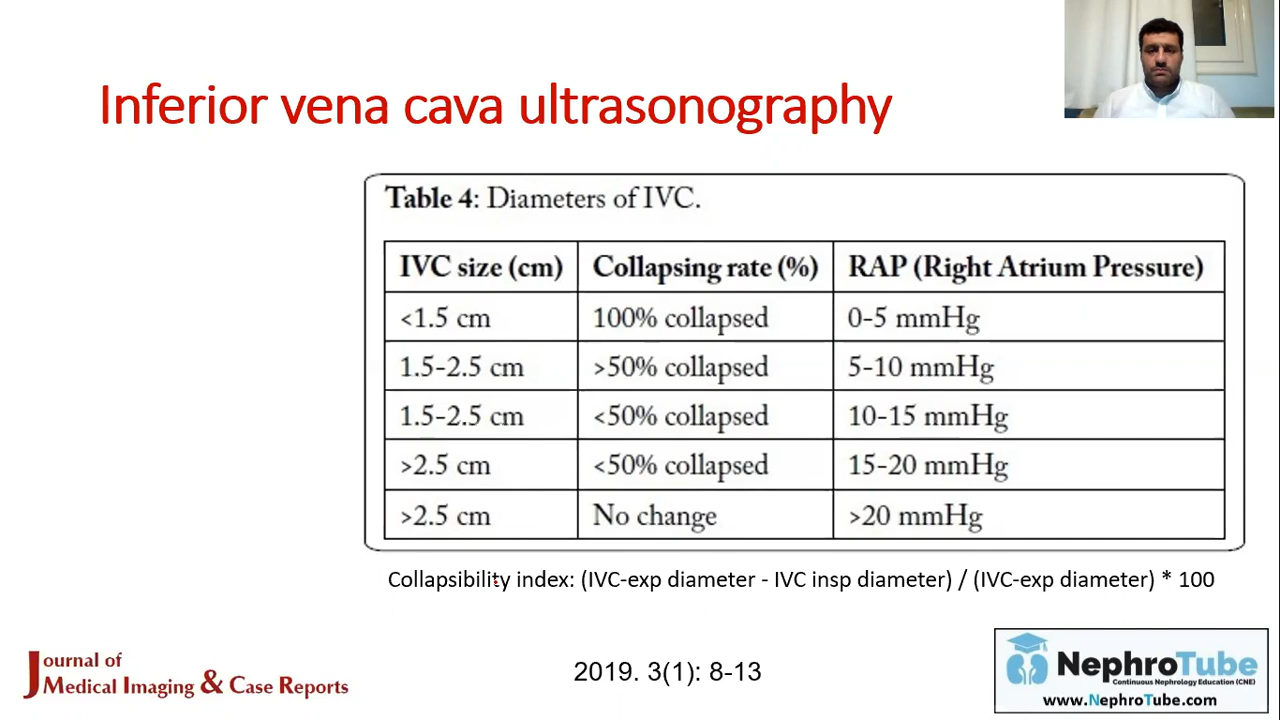 Inferior vena cava ultrasonography
Table 4: Diameters of IVC.
IVC size (cm) Collapsing rate (%) RAP (Right Atrium Pressure)
<1.5 cm 100% collapsed 0-5 mmHg
1.5-2.5 cm >50% collapsed 5-10 mmHg
1.5-2.5 cm <50% collapsed 10-15 mmHg
>2.5 cm <50% collapsed 15-20 mmHg
>2.5 cm No change >20 mmHg
Collapsibility index: (IVC-exp diameter - IVC insp diameter) / (IVC-exp diameter) * 100
Journal of
Medical Imaging & Case Reports
2019. 3(1): 8-13
NephroTube
Continuous Nephrology Education (CNE)
www.NephroTube.com